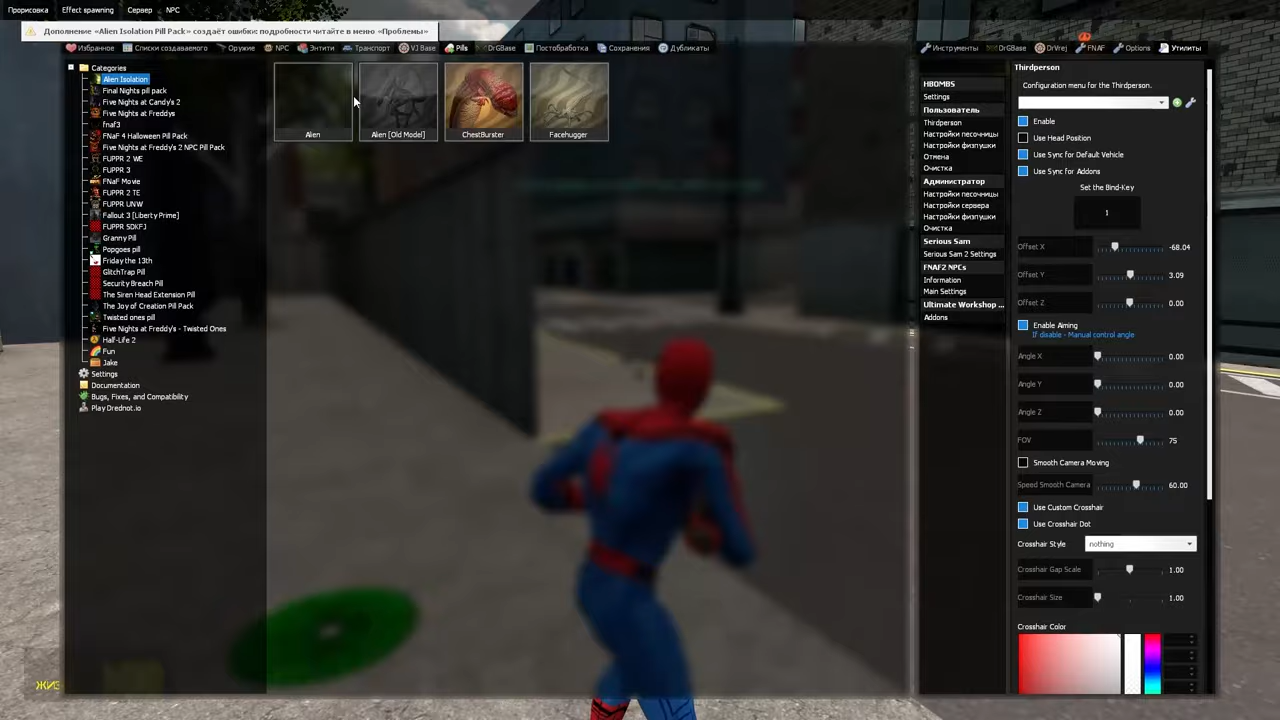 Прорисовка Effect spawning Сервер NPC
Дополнение «Alien Isolation Pill Pack» создаёт ошибки: подробности читайте в меню «Проблемы»
Избранное Списки создаваемого Оружие NPC Энтити Транспорт VJ Base Pills DrGBase Постобработка Сохранения Дубликаты
Categories
Alien Isolation
Final Nights pill pack
Five Nights at Candy's 2
Five Nights at Freddys
fnaf3
FNaF 4 Halloween Pill Pack
Five Nights at Freddy's 2 NPC Pill Pack
FUPPR 2 WE
FUPPR 3
FNaF Movie
FUPPR 2 TE
FUPPR UNW
Fallout 3 [Liberty Prime]
FUPPR SDKFJ
Granny Pill
Popgoes pill
Friday the 13th
GlitchTrap Pill
Security Breach Pill
The Siren Head Extension Pill
The Joy of Creation Pill Pack
Twisted ones pill
Five Nights at Freddy's - Twisted Ones
Half-Life 2
Fun
Jake
Settings
Documentation
Bugs, Fixes, and Compatibility
Play Drednot.io
Alien
Alien [Old Model]
ChestBurster
Facehugger
Инструменты DrGBase DrVrej FNAF Options Утилиты
HBOMBS
Settings
Пользователь
Thirdperson
Настройки песочницы
Настройки физпушки
Отмена
Очистка
Администратор
Настройки песочницы
Настройки сервера
Настройки физпушки
Очистка
Serious Sam
Serious Sam 2 Settings
FNAF2 NPCs
Information
Main Settings
Ultimate Workshop ...
Addons
Thirdperson
Configuration menu for the Thirdperson.
Enable
Use Head Position
Use Sync for Default Vehicle
Use Sync for Addons
Set the Bind-Key
1
Offset X -68.04
Offset Y 3.09
Offset Z 0.00
Enable Aiming
If disable - Manual control angle
Angle X 0.00
Angle Y 0.00
Angle Z 0.00
FOV 75
Smooth Camera Moving
Speed Smooth Camera 60.00
Use Custom Crosshair
Use Crosshair Dot
Crosshair Style nothing
Crosshair Gap Scale 1.00
Crosshair Size 1.00
Crosshair Color